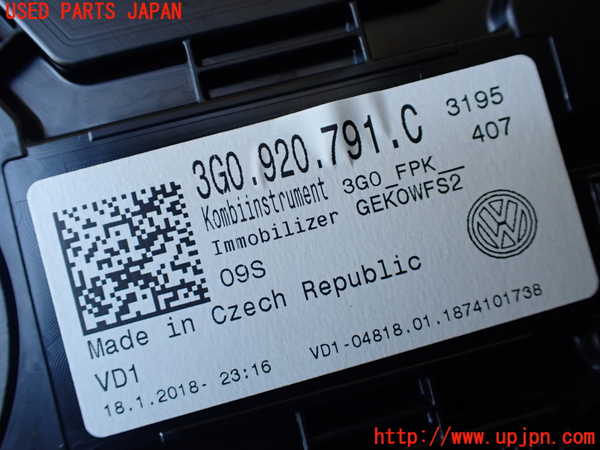 USED PARTS JAPAN
3G0.920.791.C 3195
Kombiinstrument 3G0_FPK__ 407
Immobilizer GEKOWFS2
09S
Made in Czech Republic
VD1 VD1-04818.01.1874101738
18.1.2018- 23:16
http://www.upjpn.com